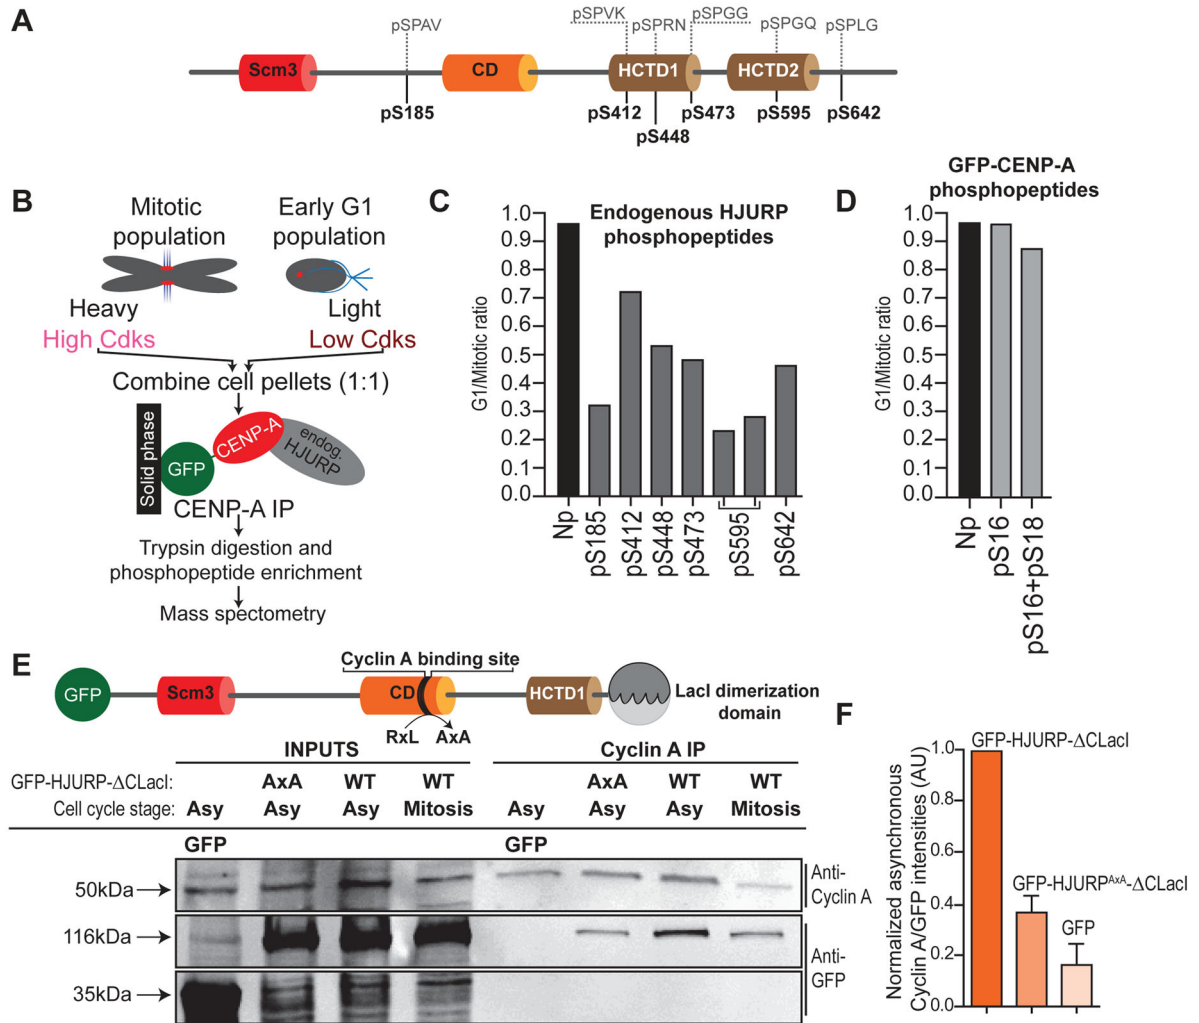 A
pSPAV
pSPVK
pSPRN
pSPGG
pSPGQ
pSPLG
Scm3
CD
HCTD1
HCTD2
pS185
pS412
pS448
pS473
pS595
pS642
B
Mitotic
population
Early G1
population
Heavy
Light
High Cdks
Low Cdks
Combine cell pellets (1:1)
Solid phase
GFP
CENP-A
endog.
HJURP
CENP-A IP
Trypsin digestion and
phosphopeptide enrichment
Mass spectometry
C
Endogenous HJURP
phosphopeptides
G1/Mitotic ratio
1.0
0.9
0.8
0.7
0.6
0.5
0.4
0.3
0.2
0.1
0.0
Np
pS185
pS412
pS448
pS473
pS595
pS642
D
GFP-CENP-A
phosphopeptides
G1/Mitotic ratio
1.0
0.9
0.8
0.7
0.6
0.5
0.4
0.3
0.2
0.1
0.0
Np
pS16
pS16+pS18
E
Cyclin A binding site
GFP
Scm3
CD
HCTD1
LacI dimerization
domain
RxL
AxA
INPUTS
Cyclin A IP
GFP-HJURP-ΔCLacI:
AxA
WT
WT
AxA
WT
WT
Cell cycle stage:
Asy
Asy
Asy
Mitosis
Asy
Asy
Asy
Mitosis
GFP
GFP
50kDa
Anti-
Cyclin A
116kDa
35kDa
Anti-
GFP
F
Normalized asynchronous
Cyclin A/GFP intensities (AU)
1.0
0.8
0.6
0.4
0.2
0.0
GFP-HJURP-ΔCLacI
GFP-HJURPᴬˣᴬ-ΔCLacI
GFP